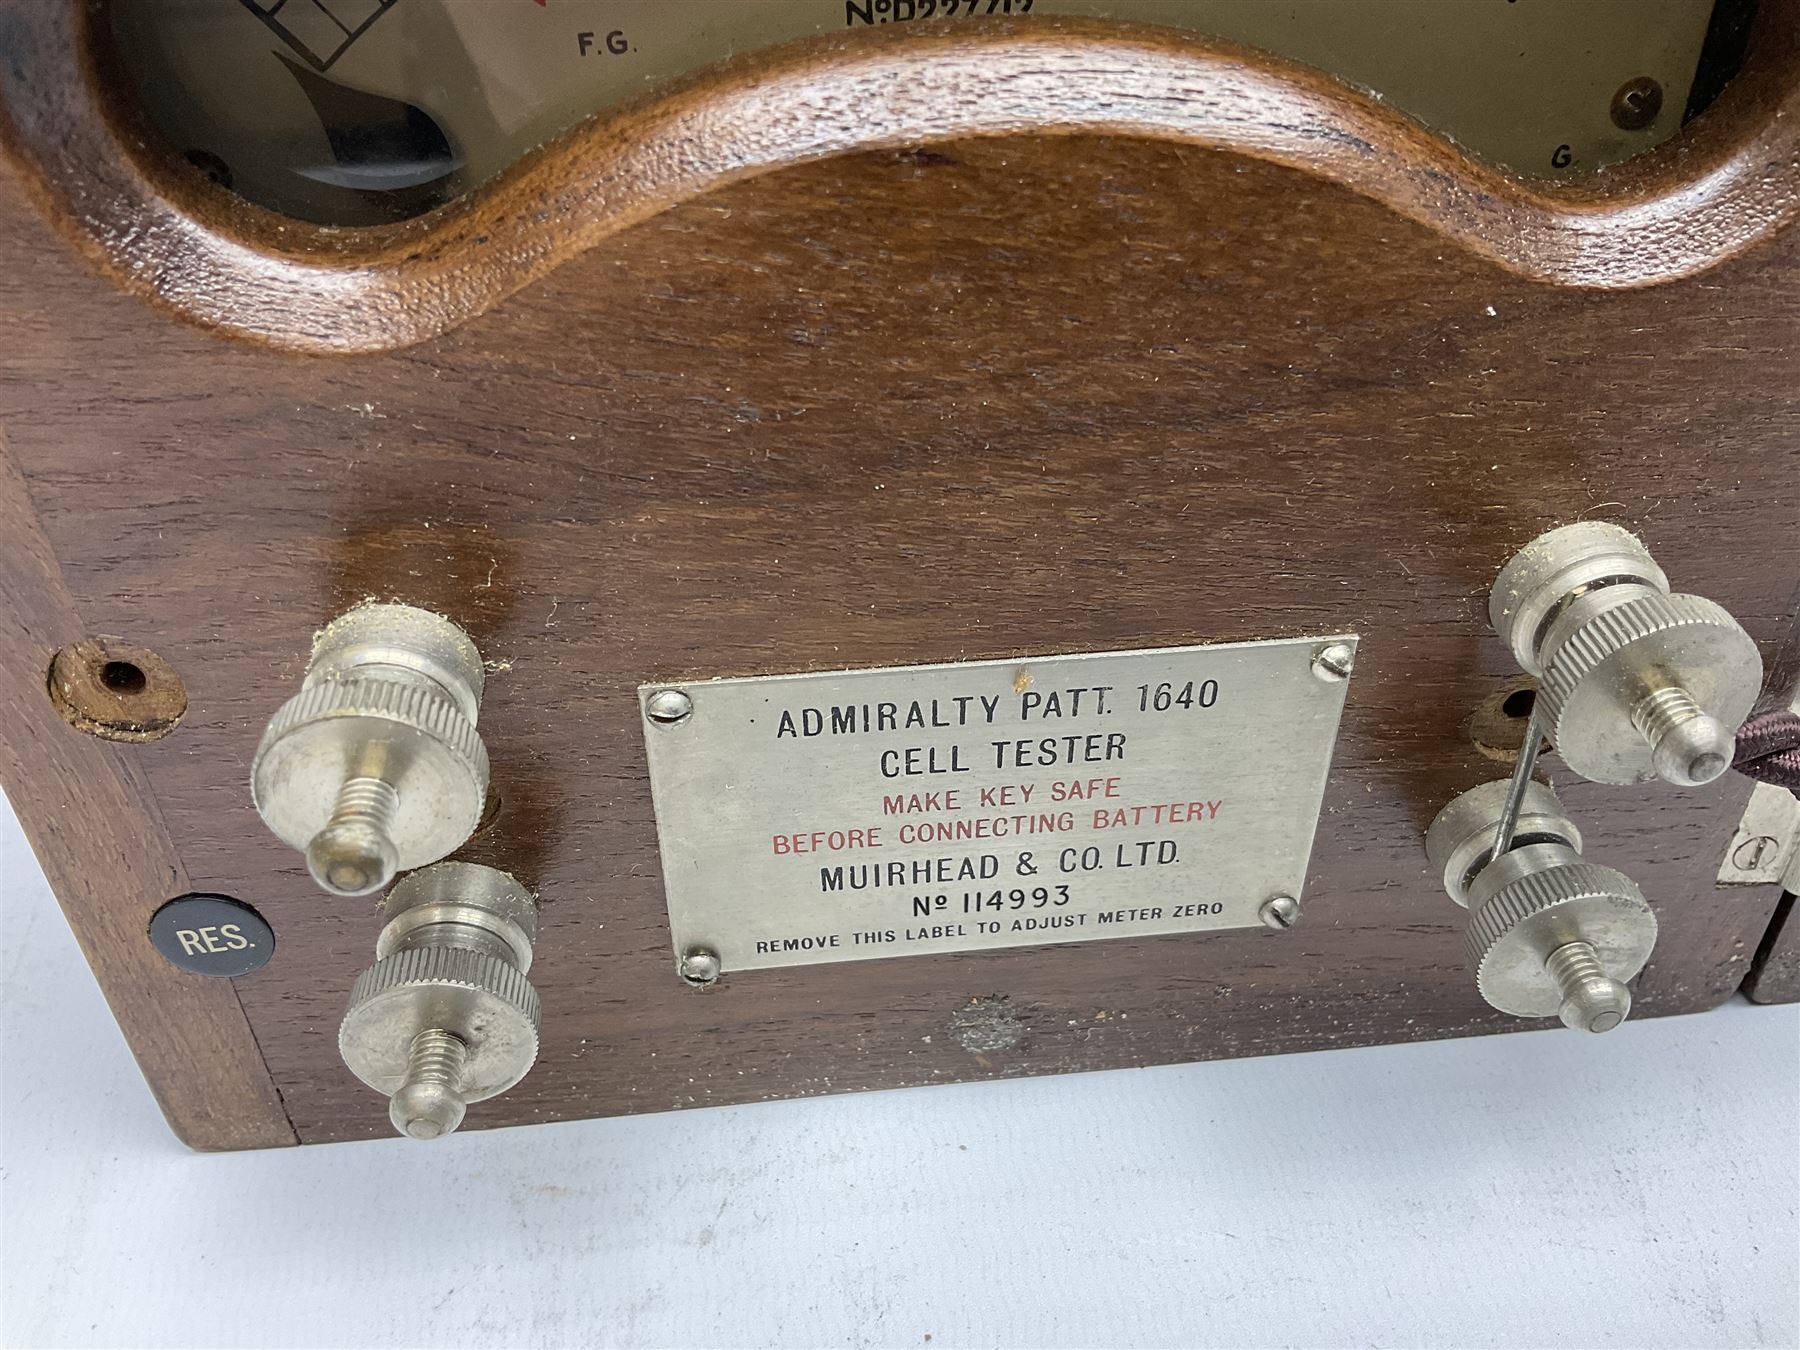 F.G.
G
ADMIRALTY PATT. 1640
CELL TESTER
MAKE KEY SAFE
BEFORE CONNECTING BATTERY
MUIRHEAD & CO. LTD.
Nº 114993
REMOVE THIS LABEL TO ADJUST METER ZERO
RES.